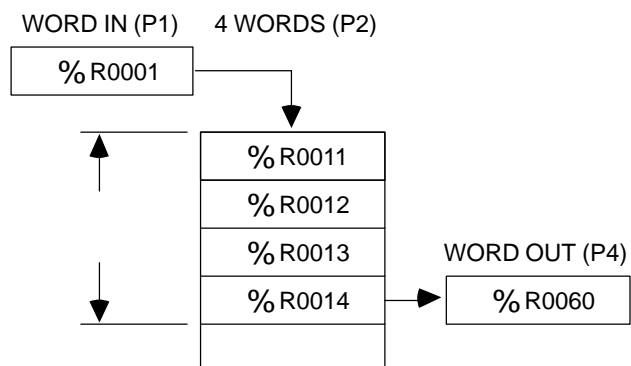 WORD IN (P1) 4 WORDS (P2)
% R0001
% R0011
% R0012
% R0013
WORD OUT (P4)
% R0014
% R0060